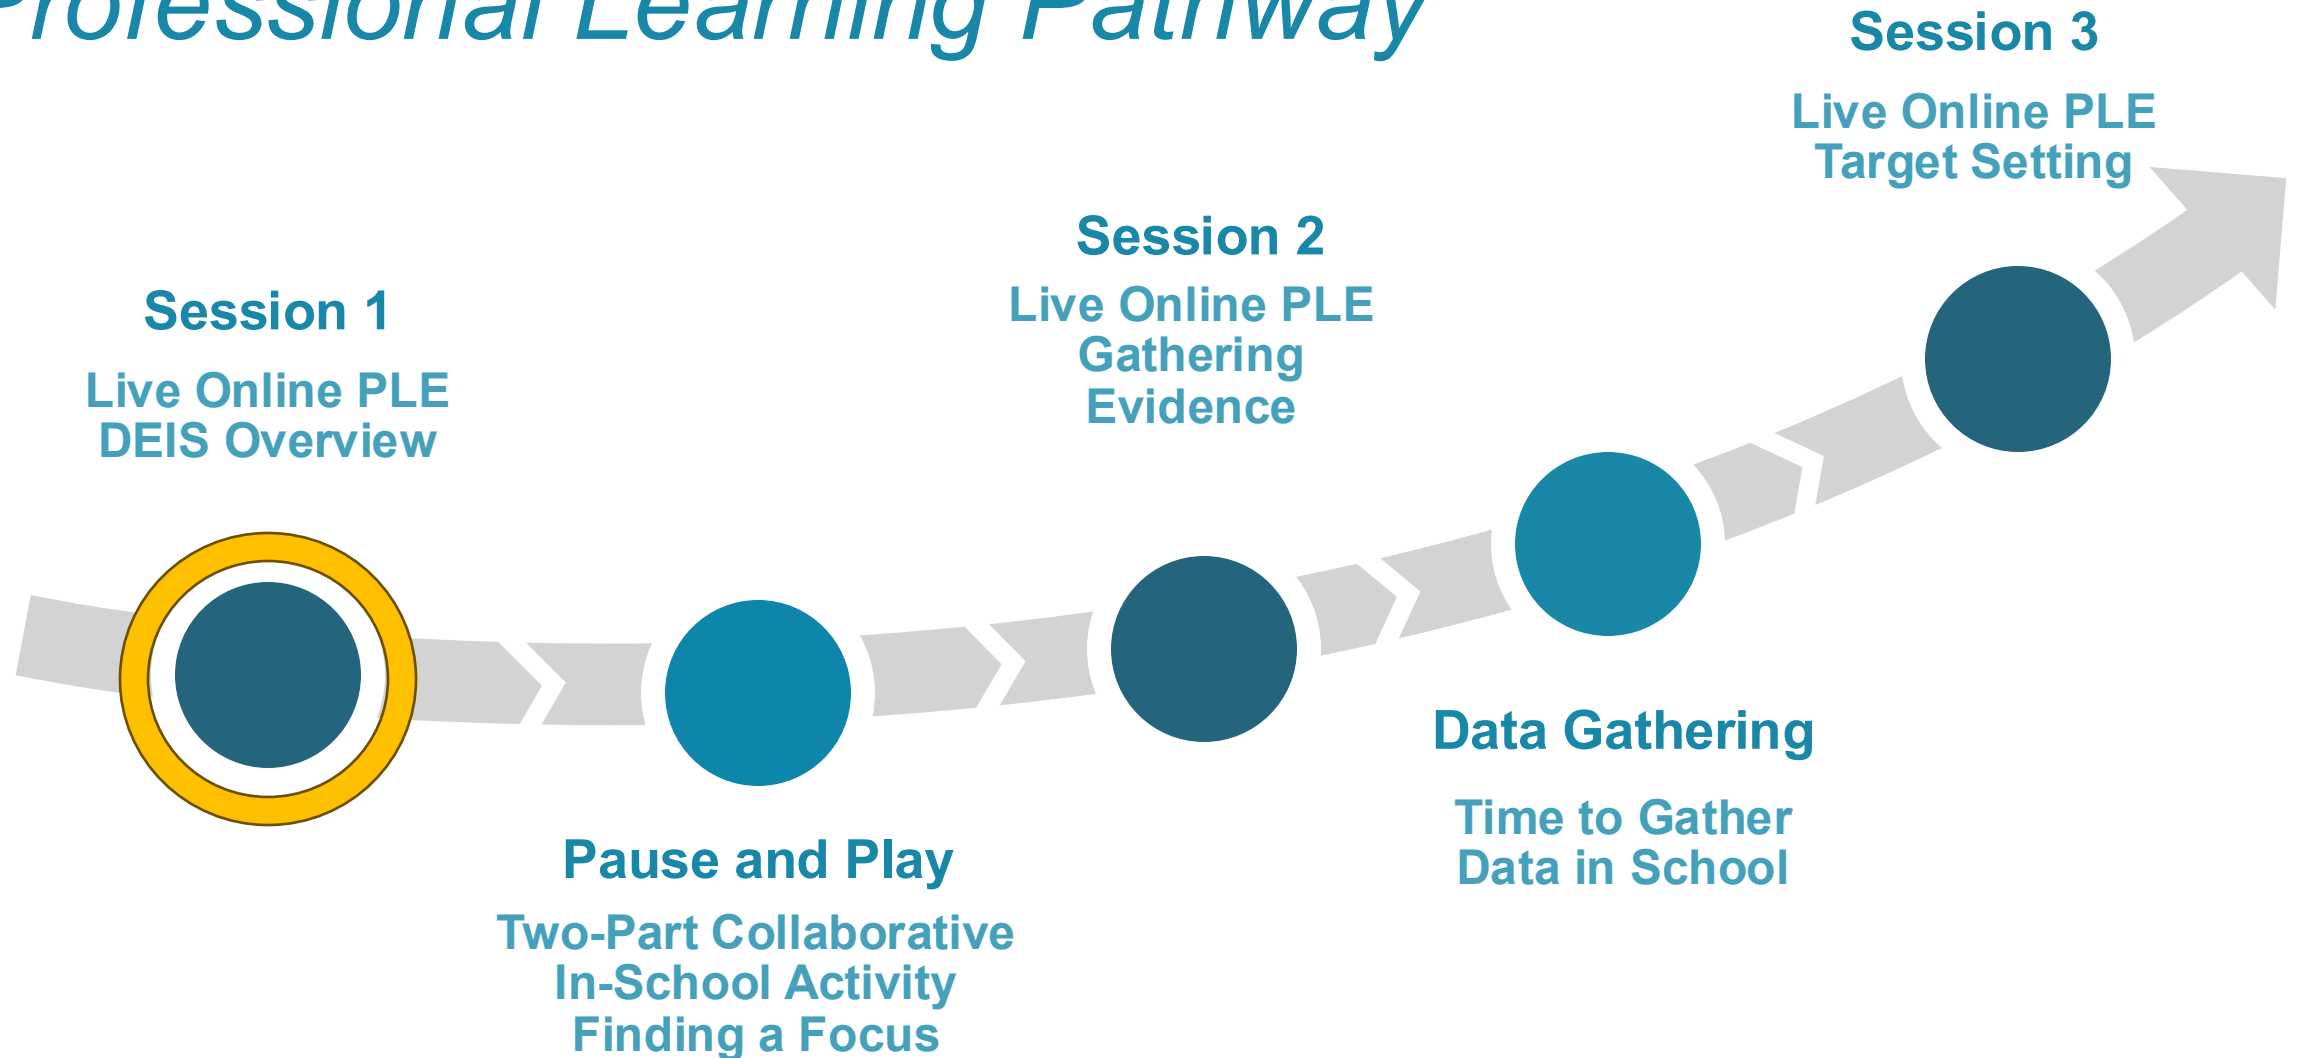 Professional Learning Pathway
Session 1
Live Online PLE
DEIS Overview
Pause and Play
Two-Part Collaborative
In-School Activity
Finding a Focus
Session 2
Live Online PLE
Gathering
Evidence
Data Gathering
Time to Gather
Data in School
Session 3
Live Online PLE
Target Setting